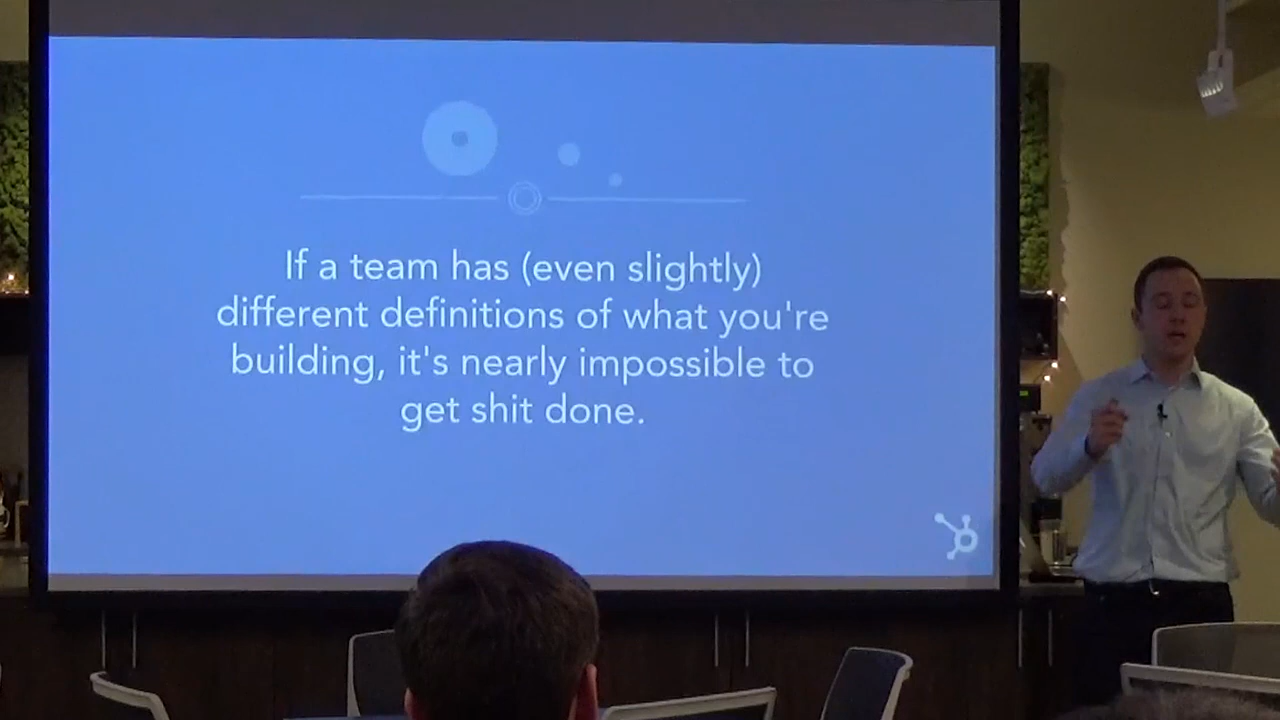 If a team has (even slightly)
different definitions of what you're
building, it's nearly impossible to
get shit done.